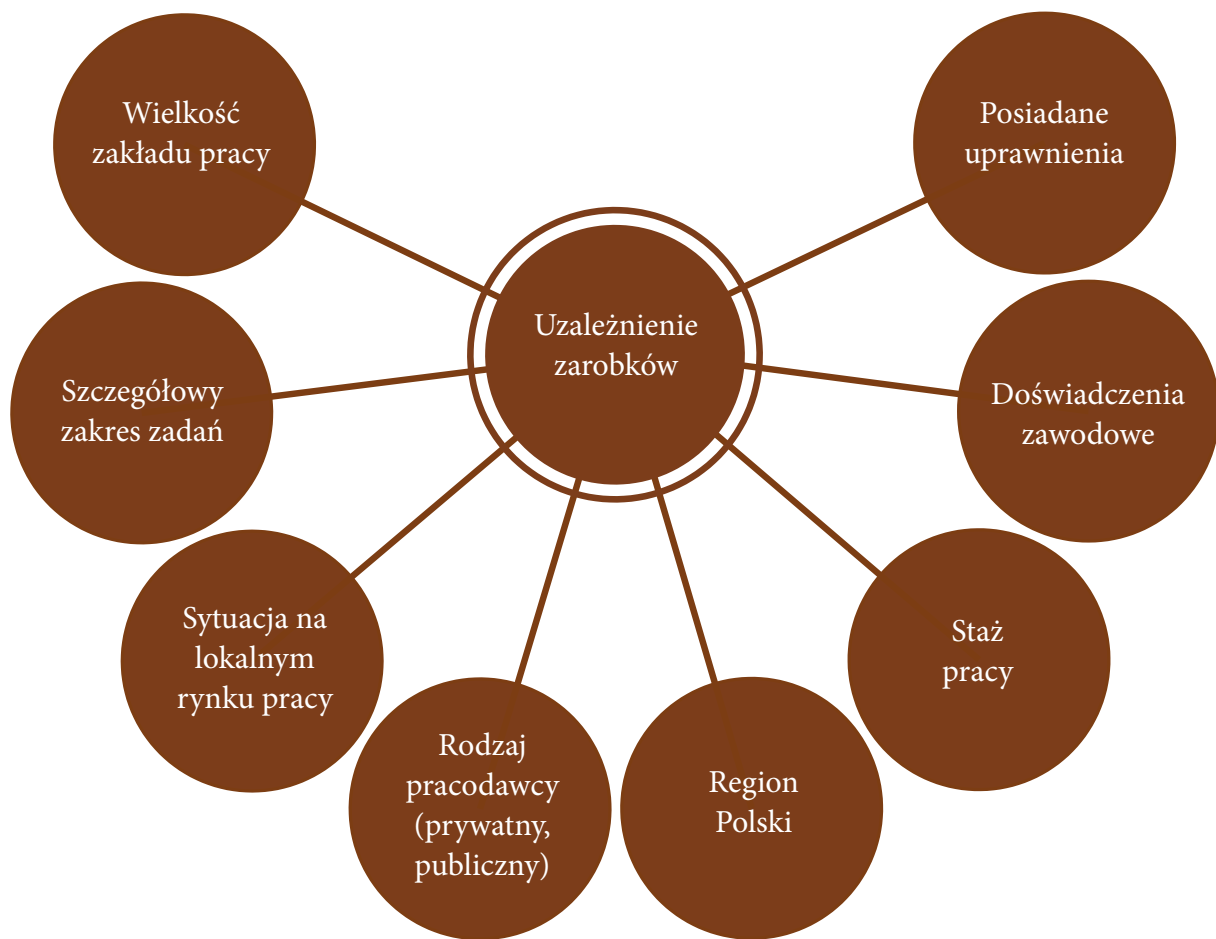 Wielkość
zakładu pracy
Posiadane
uprawnienia
Uzależnienie
zarobków
Szczegółowy
zakres zadań
Doświadczenia
zawodowe
Sytuacja na
lokalnym
rynku pracy
Staż
pracy
Rodzaj
pracodawcy
(prywatny,
publiczny)
Region
Polski